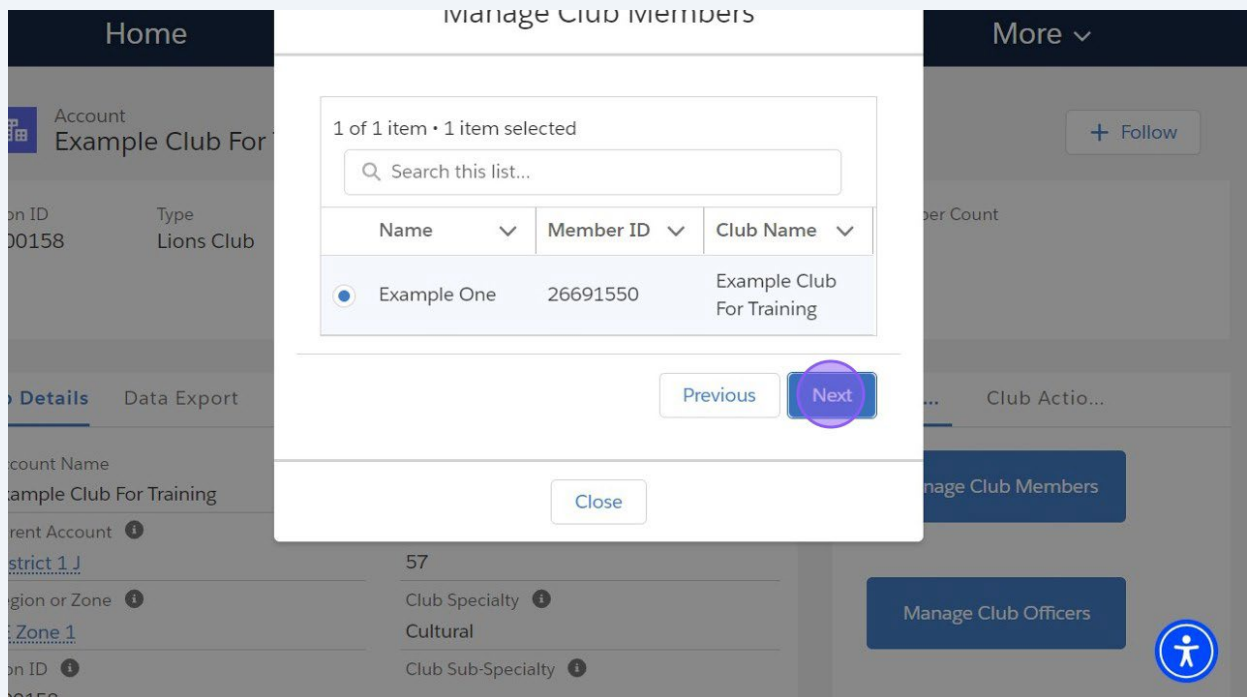 Manage Club Members
Home
More
Account
Example Club For
+ Follow
on ID
00158
Type
Lions Club
ber Count
1 of 1 item • 1 item selected
Search this list...
Name
Member ID
Club Name
Example One
26691550
Example Club
For Training
Previous
Next
Close
Details
Data Export
...
Club Actio...
count Name
ample Club For Training
rent Account
strict 1 J
57
gion or Zone
Zone 1
Club Specialty
Cultural
on ID
Club Sub-Specialty
nage Club Members
Manage Club Officers